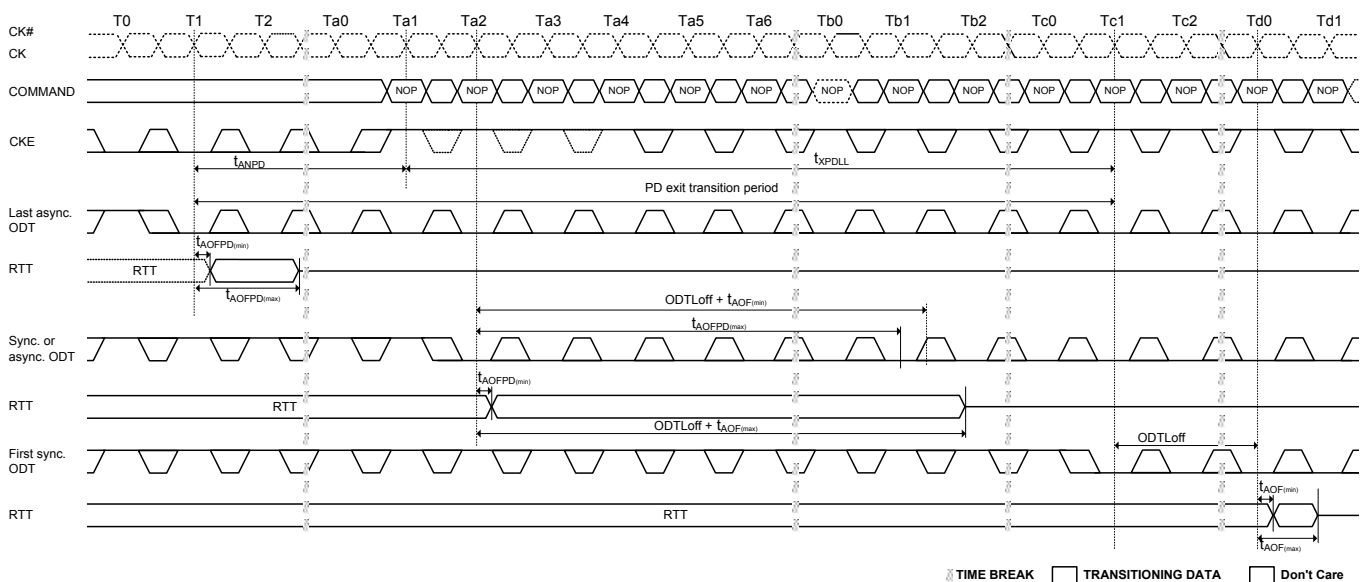 T0 T1 T2 Ta0 Ta1 Ta2 Ta3 Ta4 Ta5 Ta6 Tb0 Tb1 Tb2 Tc0 Tc1 Tc2 Td0 Td1
CK#
CK
COMMAND NOP NOP NOP NOP NOP NOP NOP NOP NOP NOP NOP NOP NOP NOP
CKE
tANPD tXPDLL
PD exit transition period
Last async.
ODT
tAOFPD(min)
RTT RTT
tAOFPD(max)
ODTLoff + tAOF(min)
tAOFPD(max)
Sync. or
async. ODT
tAOFPD(min)
RTT RTT
ODTLoff + tAOF(max)
First sync.
ODT
ODTLoff
tAOF(min)
RTT RTT
tAOF(max)
TIME BREAK TRANSITIONING DATA Don't Care